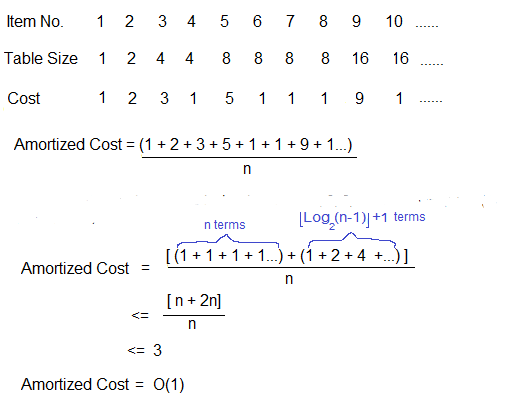 Item No. 1 2 3 4 5 6 7 8 9 10 ......
Table Size 1 2 4 4 8 8 8 8 16 16 ......
Cost 1 2 3 1 5 1 1 1 9 1 ......
Amortized Cost = (1 + 2 + 3 + 5 + 1 + 1 + 9 + 1...)
n
n terms ⌊Log2(n-1)⌋+1 terms
Amortized Cost = [ (1 + 1 + 1 + 1...) + (1 + 2 + 4 +...) ]
n
<= [ n + 2n]
n
<= 3
Amortized Cost = O(1)